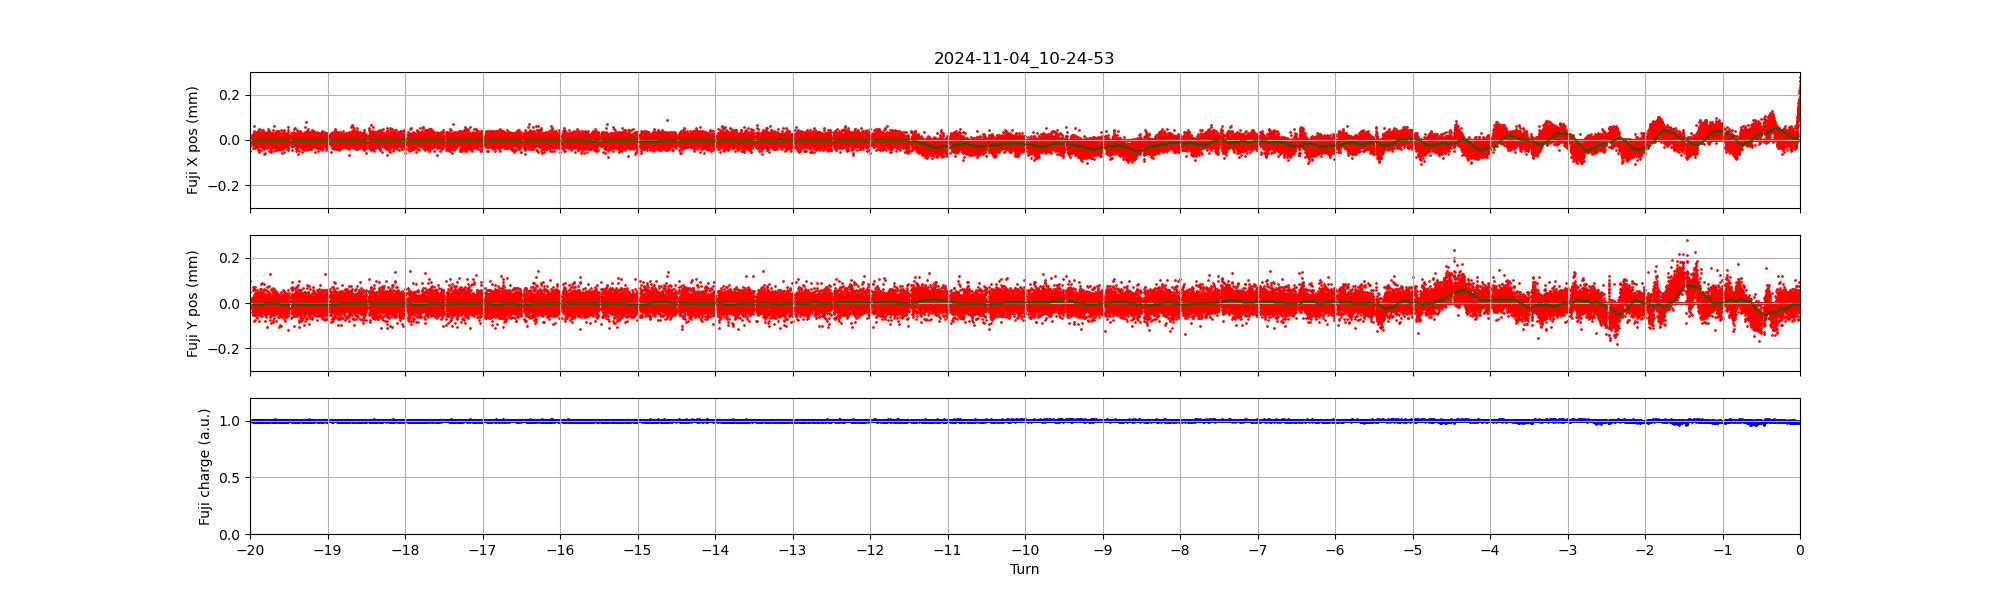 2024-11-04_10-24-53
Fuji X pos (mm)
0.2
0.0
−0.2
Fuji Y pos (mm)
0.2
0.0
−0.2
Fuji charge (a.u.)
1.0
0.5
0.0
−20 −19 −18 −17 −16 −15 −14 −13 −12 −11 −10 −9 −8 −7 −6 −5 −4 −3 −2 −1 0
Turn